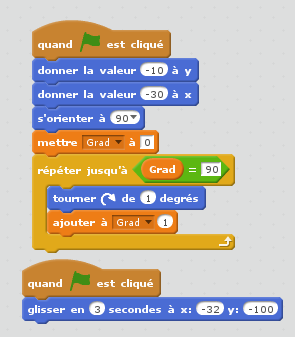 quand est cliqué
donner la valeur -10 à y
donner la valeur -30 à x
s'orienter à 90
mettre Grad à 0
répéter jusqu'à Grad = 90
tourner de 1 degrés
ajouter à Grad 1
quand est cliqué
glisser en 3 secondes à x: -32 y: -100